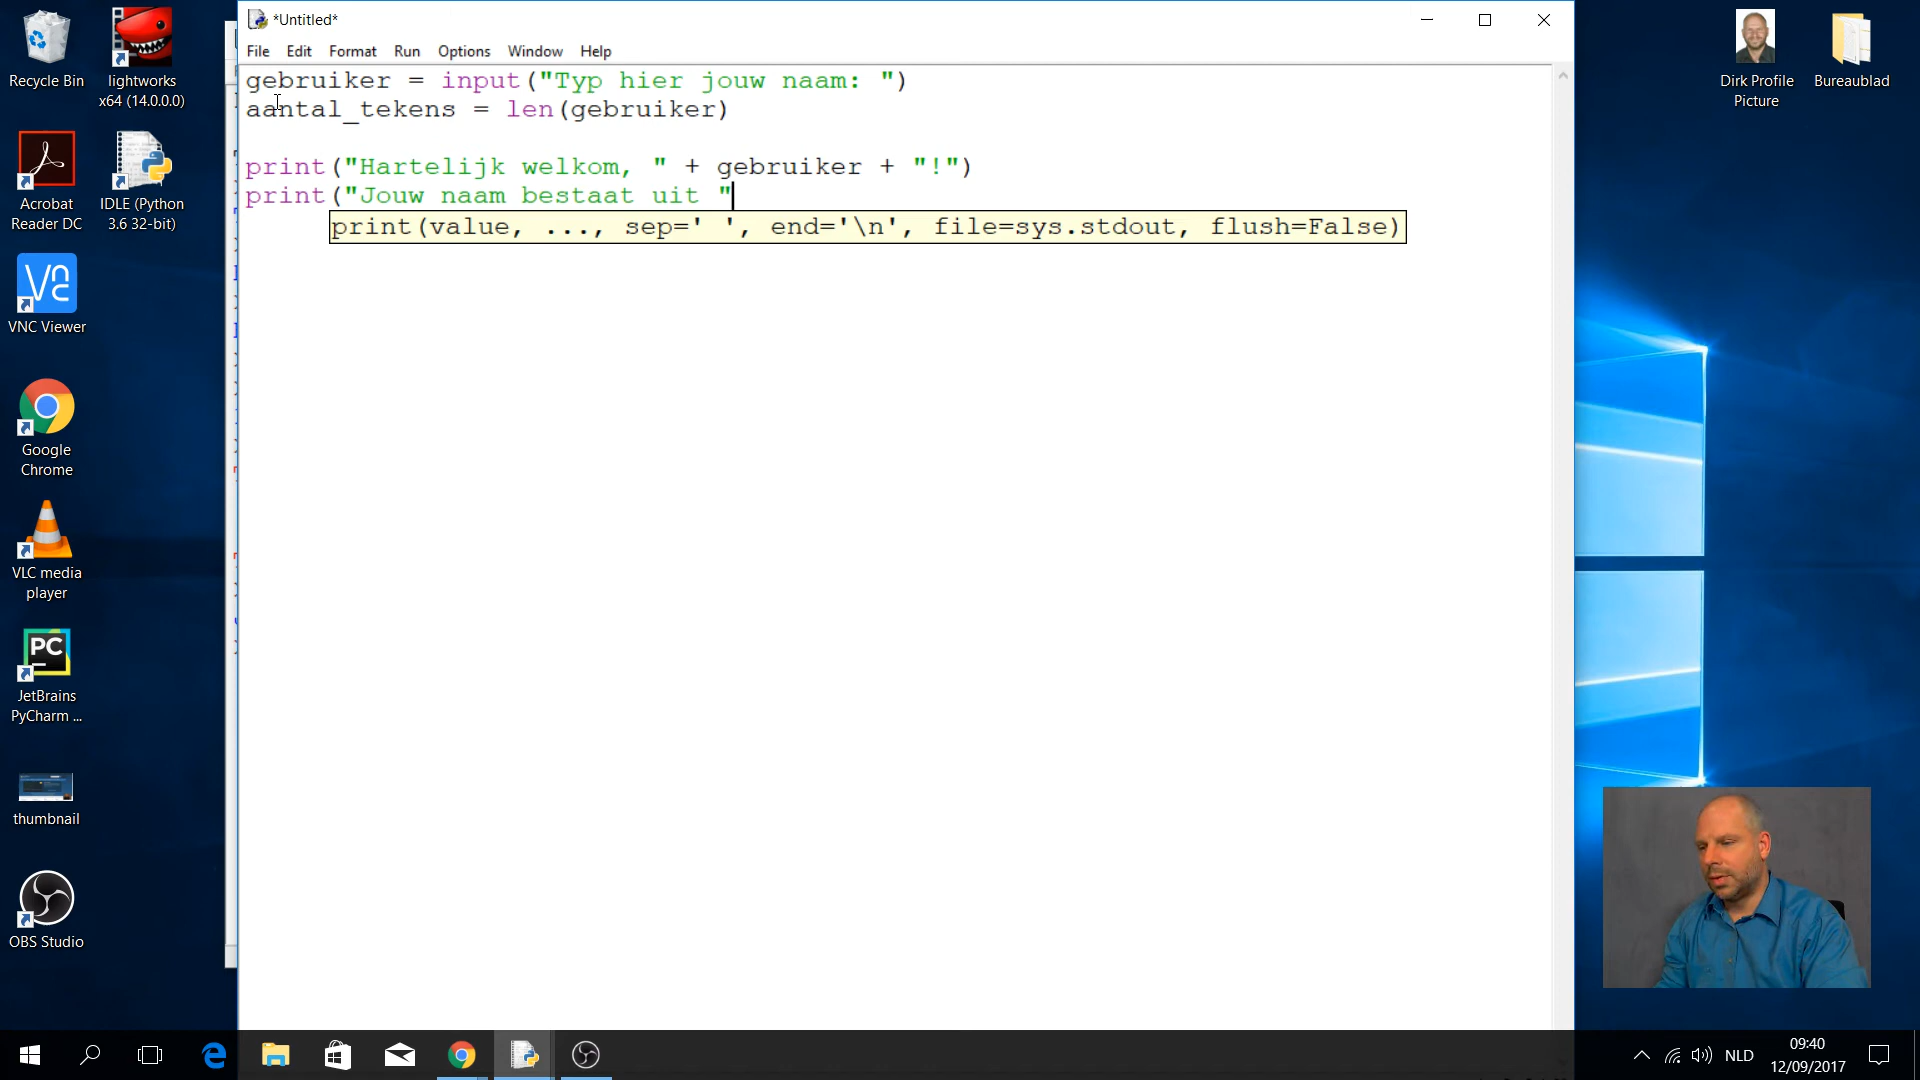 *Untitled*
File Edit Format Run Options Window Help
gebruiker = input("Typ hier jouw naam: ")
aantal_tekens = len(gebruiker)
print("Hartelijk welkom, " + gebruiker + "!")
print("Jouw naam bestaat uit "
print(value, ..., sep=' ', end='\n', file=sys.stdout, flush=False)
Recycle Bin
lightworks
x64 (14.0.0.0)
Acrobat
Reader DC
IDLE (Python
3.6 32-bit)
VNC Viewer
Google
Chrome
VLC media
player
JetBrains
PyCharm ...
thumbnail
OBS Studio
Dirk Profile
Picture
Bureaublad
NLD
09:40
12/09/2017